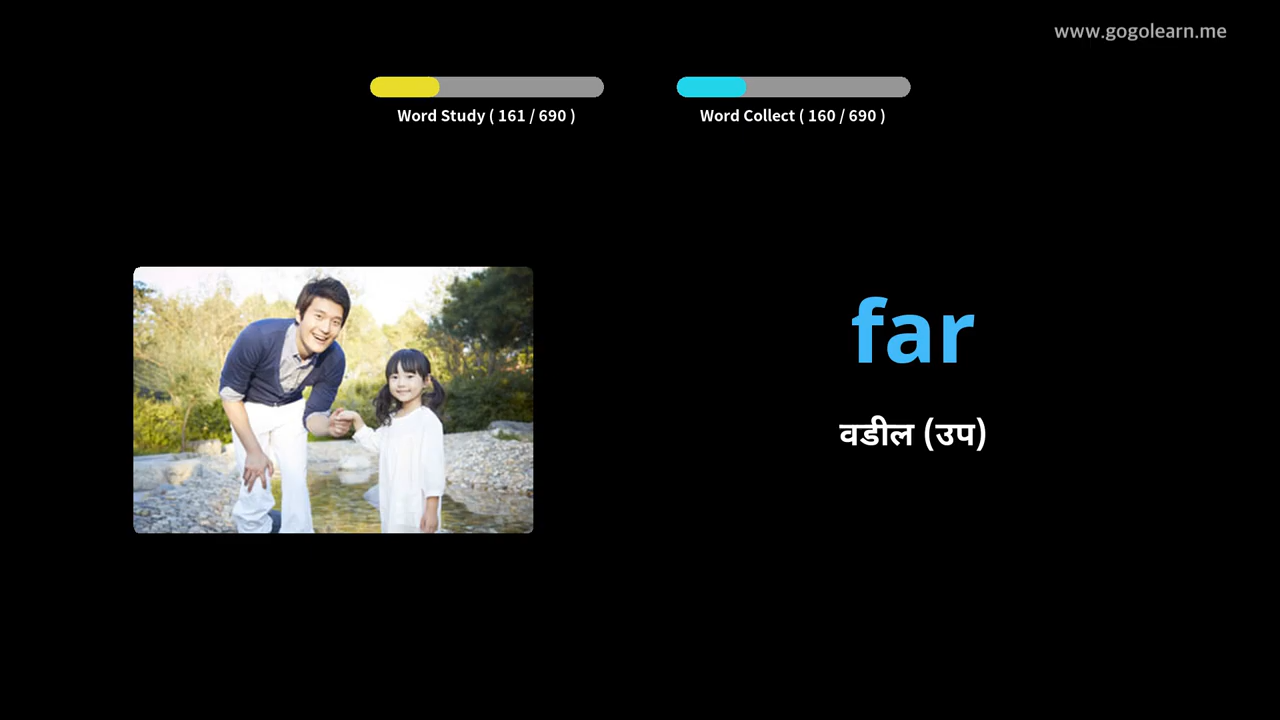 www.gogolearn.me
Word Study ( 161 / 690 )
Word Collect ( 160 / 690 )
far
वडील (उप)